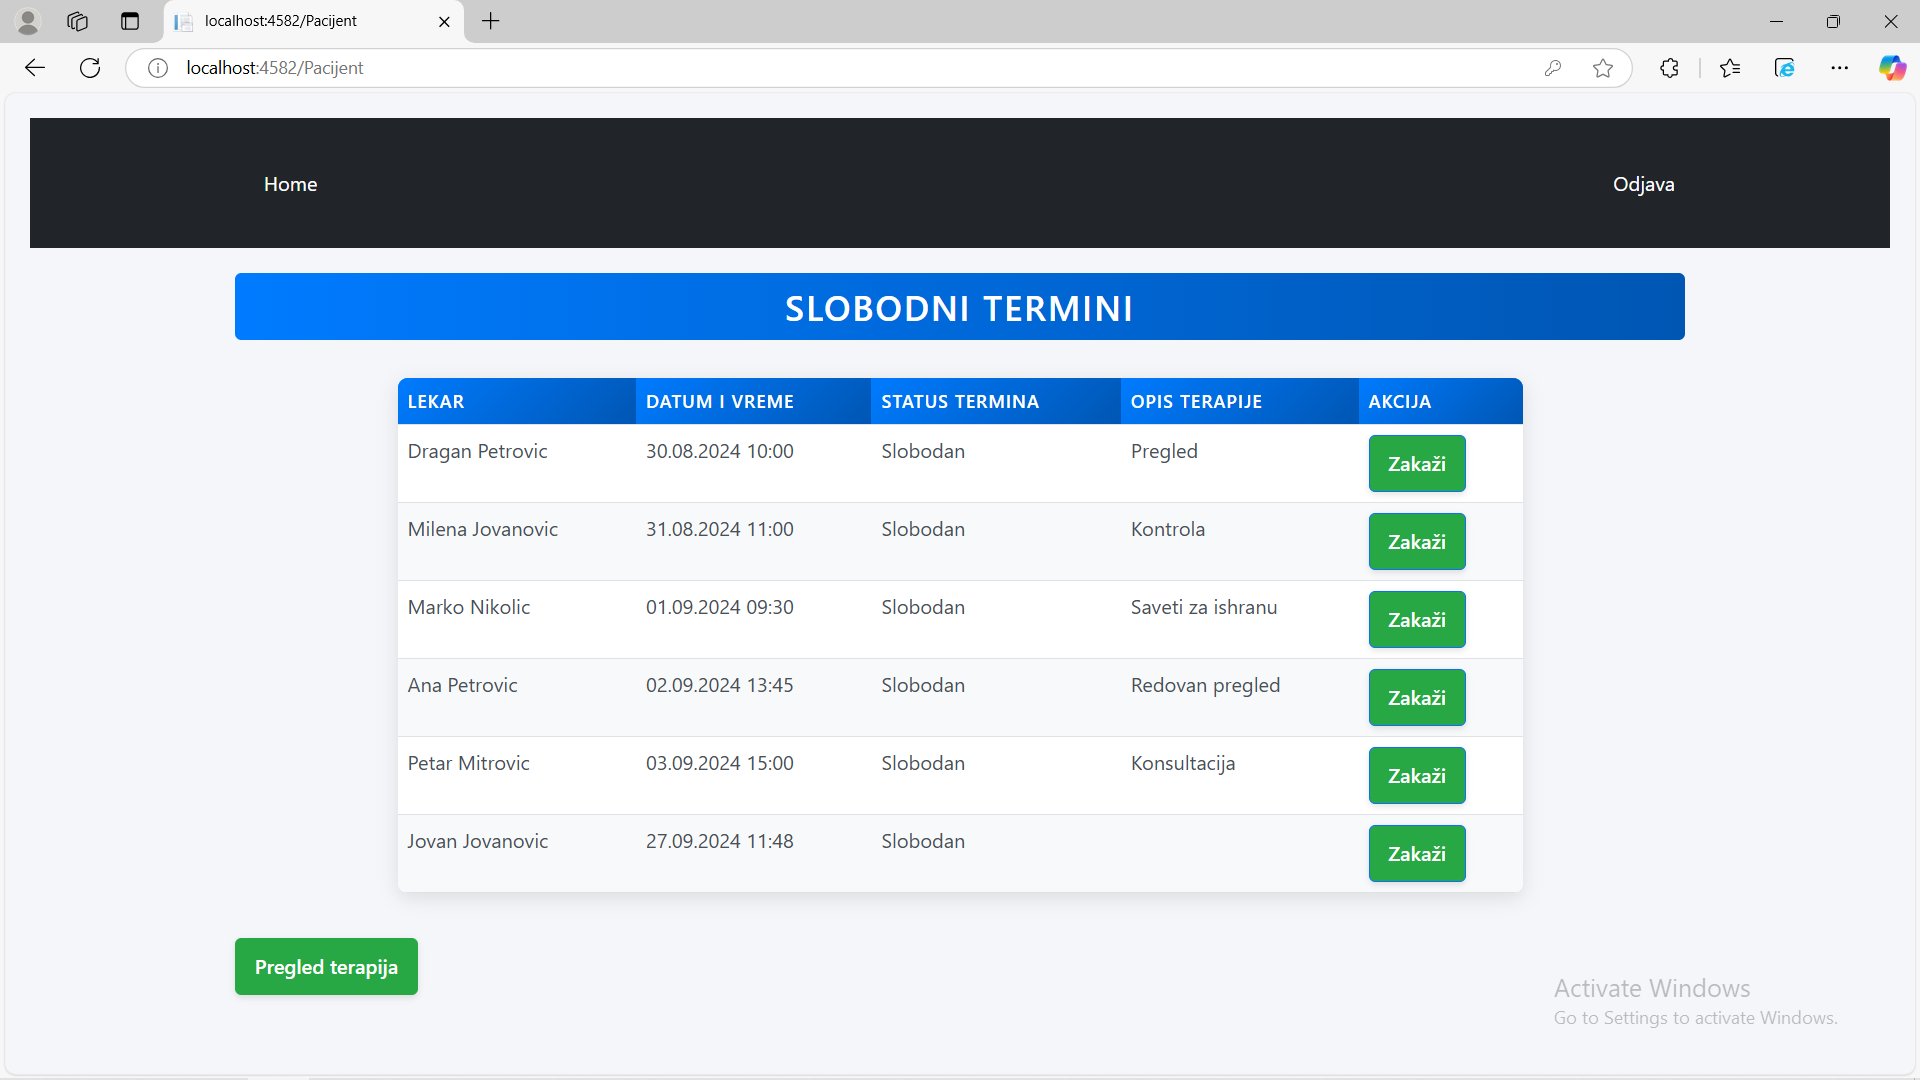 localhost:4582/Pacijent
localhost:4582/Pacijent
Home Odjava
SLOBODNI TERMINI
LEKAR DATUM I VREME STATUS TERMINA OPIS TERAPIJE AKCIJA
Dragan Petrovic 30.08.2024 10:00 Slobodan Pregled Zakaži
Milena Jovanovic 31.08.2024 11:00 Slobodan Kontrola Zakaži
Marko Nikolic 01.09.2024 09:30 Slobodan Saveti za ishranu Zakaži
Ana Petrovic 02.09.2024 13:45 Slobodan Redovan pregled Zakaži
Petar Mitrovic 03.09.2024 15:00 Slobodan Konsultacija Zakaži
Jovan Jovanovic 27.09.2024 11:48 Slobodan Zakaži
Pregled terapija
Activate Windows
Go to Settings to activate Windows.